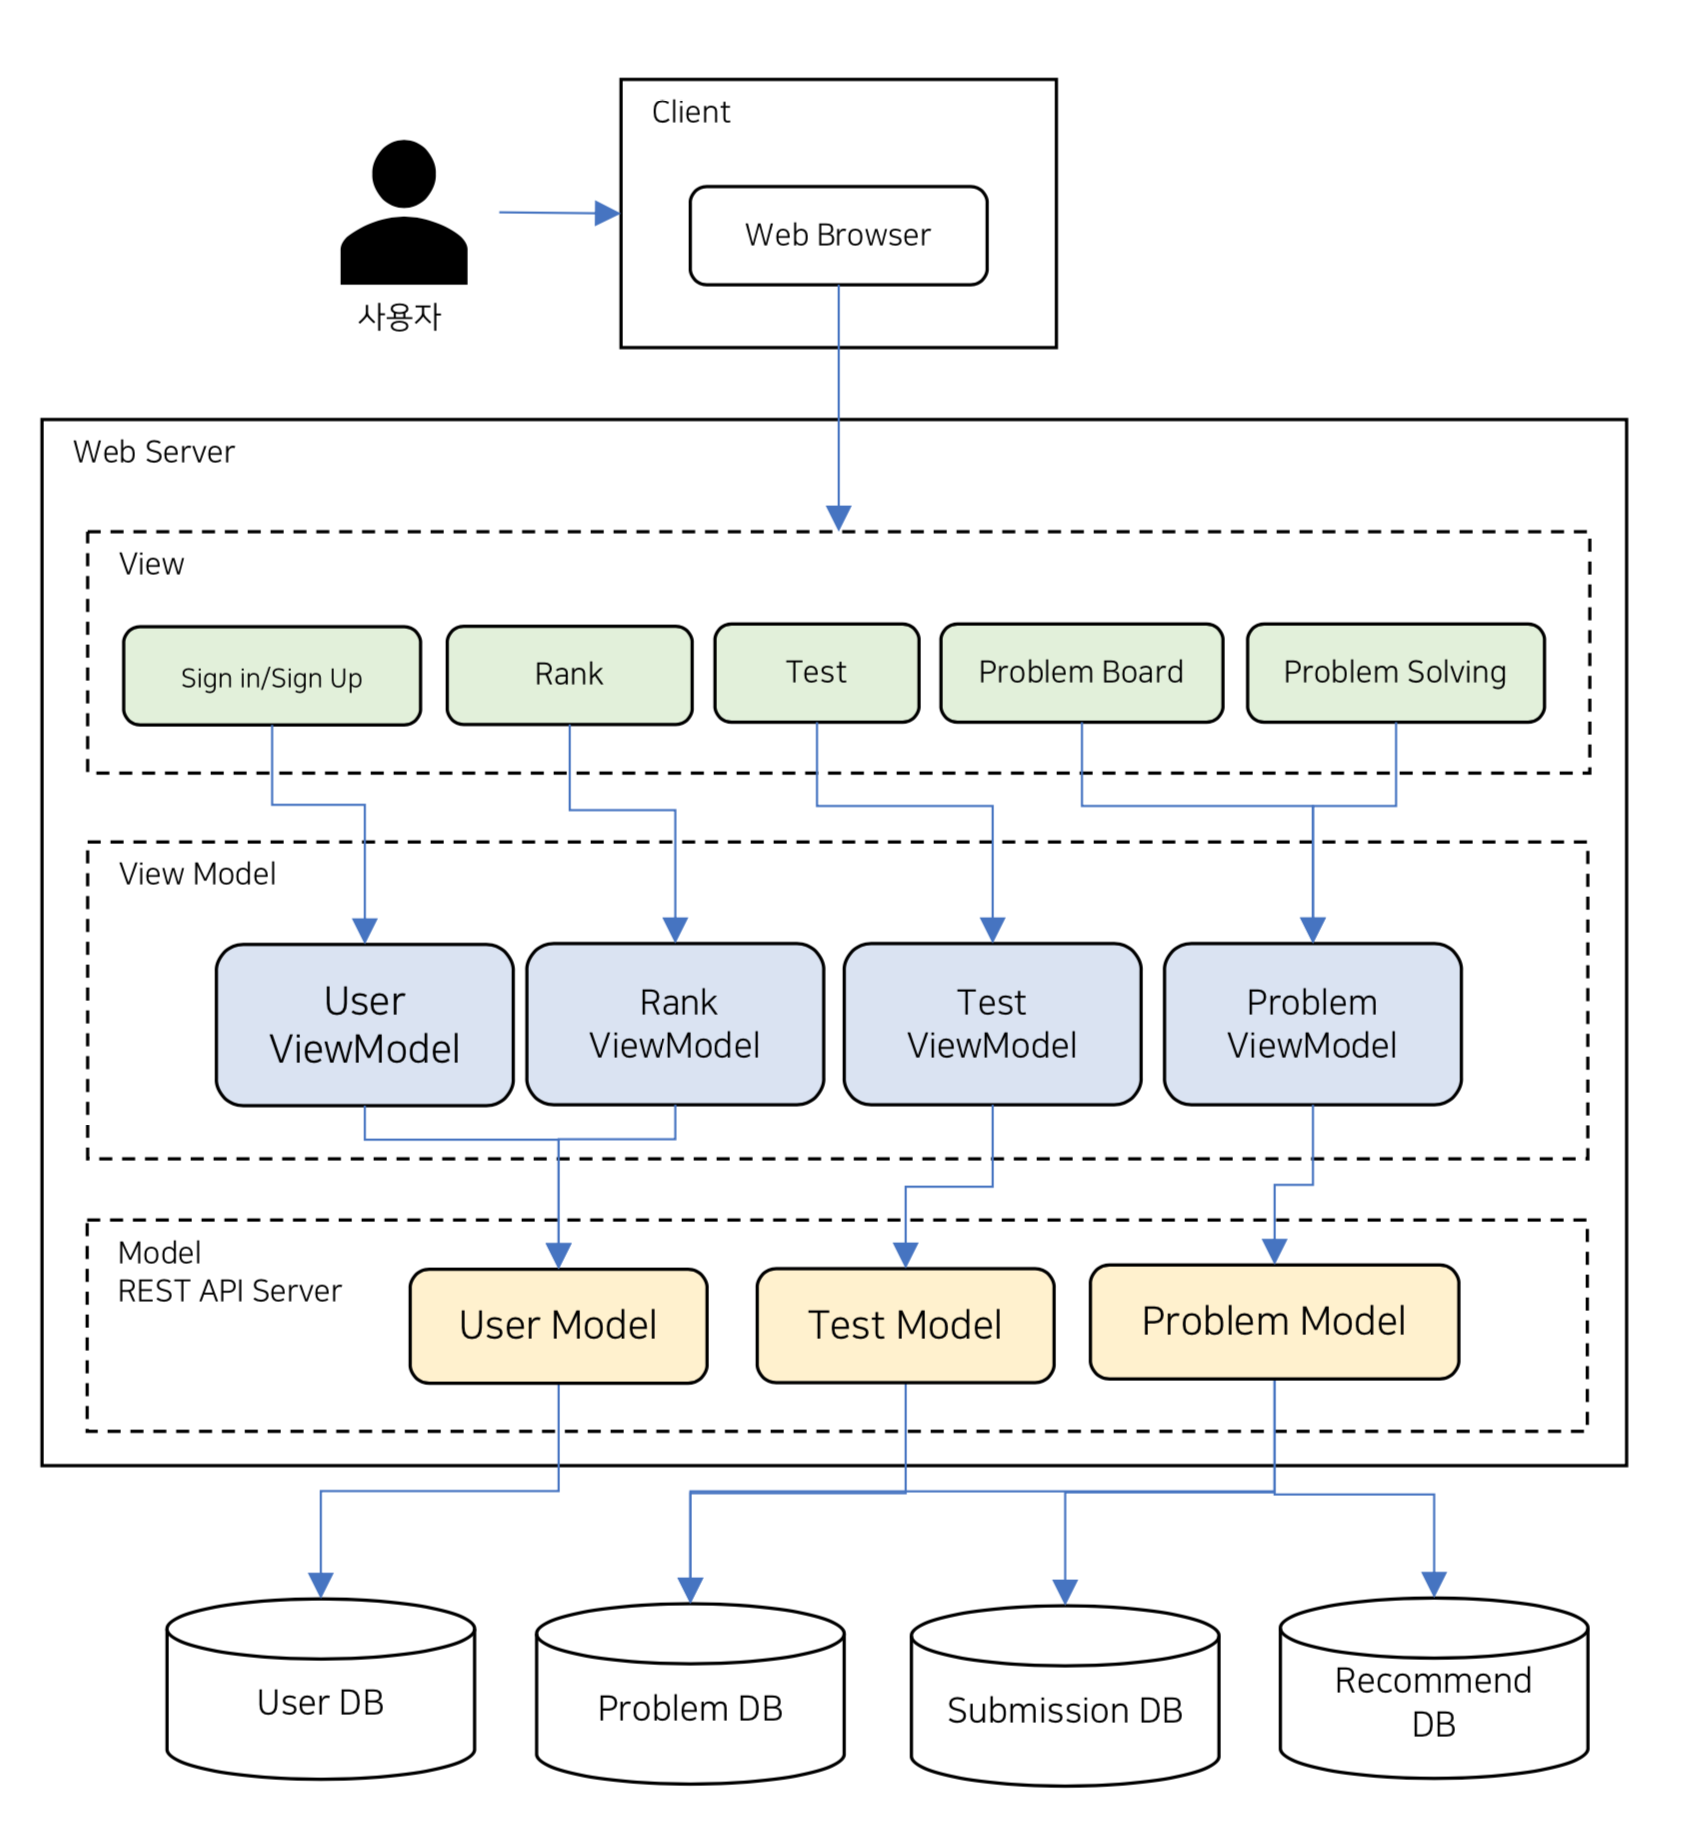 Client
Web Browser
사용자
Web Server
View
Sign in/Sign Up
Rank
Test
Problem Board
Problem Solving
View Model
User
ViewModel
Rank
ViewModel
Test
ViewModel
Problem
ViewModel
Model
REST API Server
User Model
Test Model
Problem Model
User DB
Problem DB
Submission DB
Recommend
DB